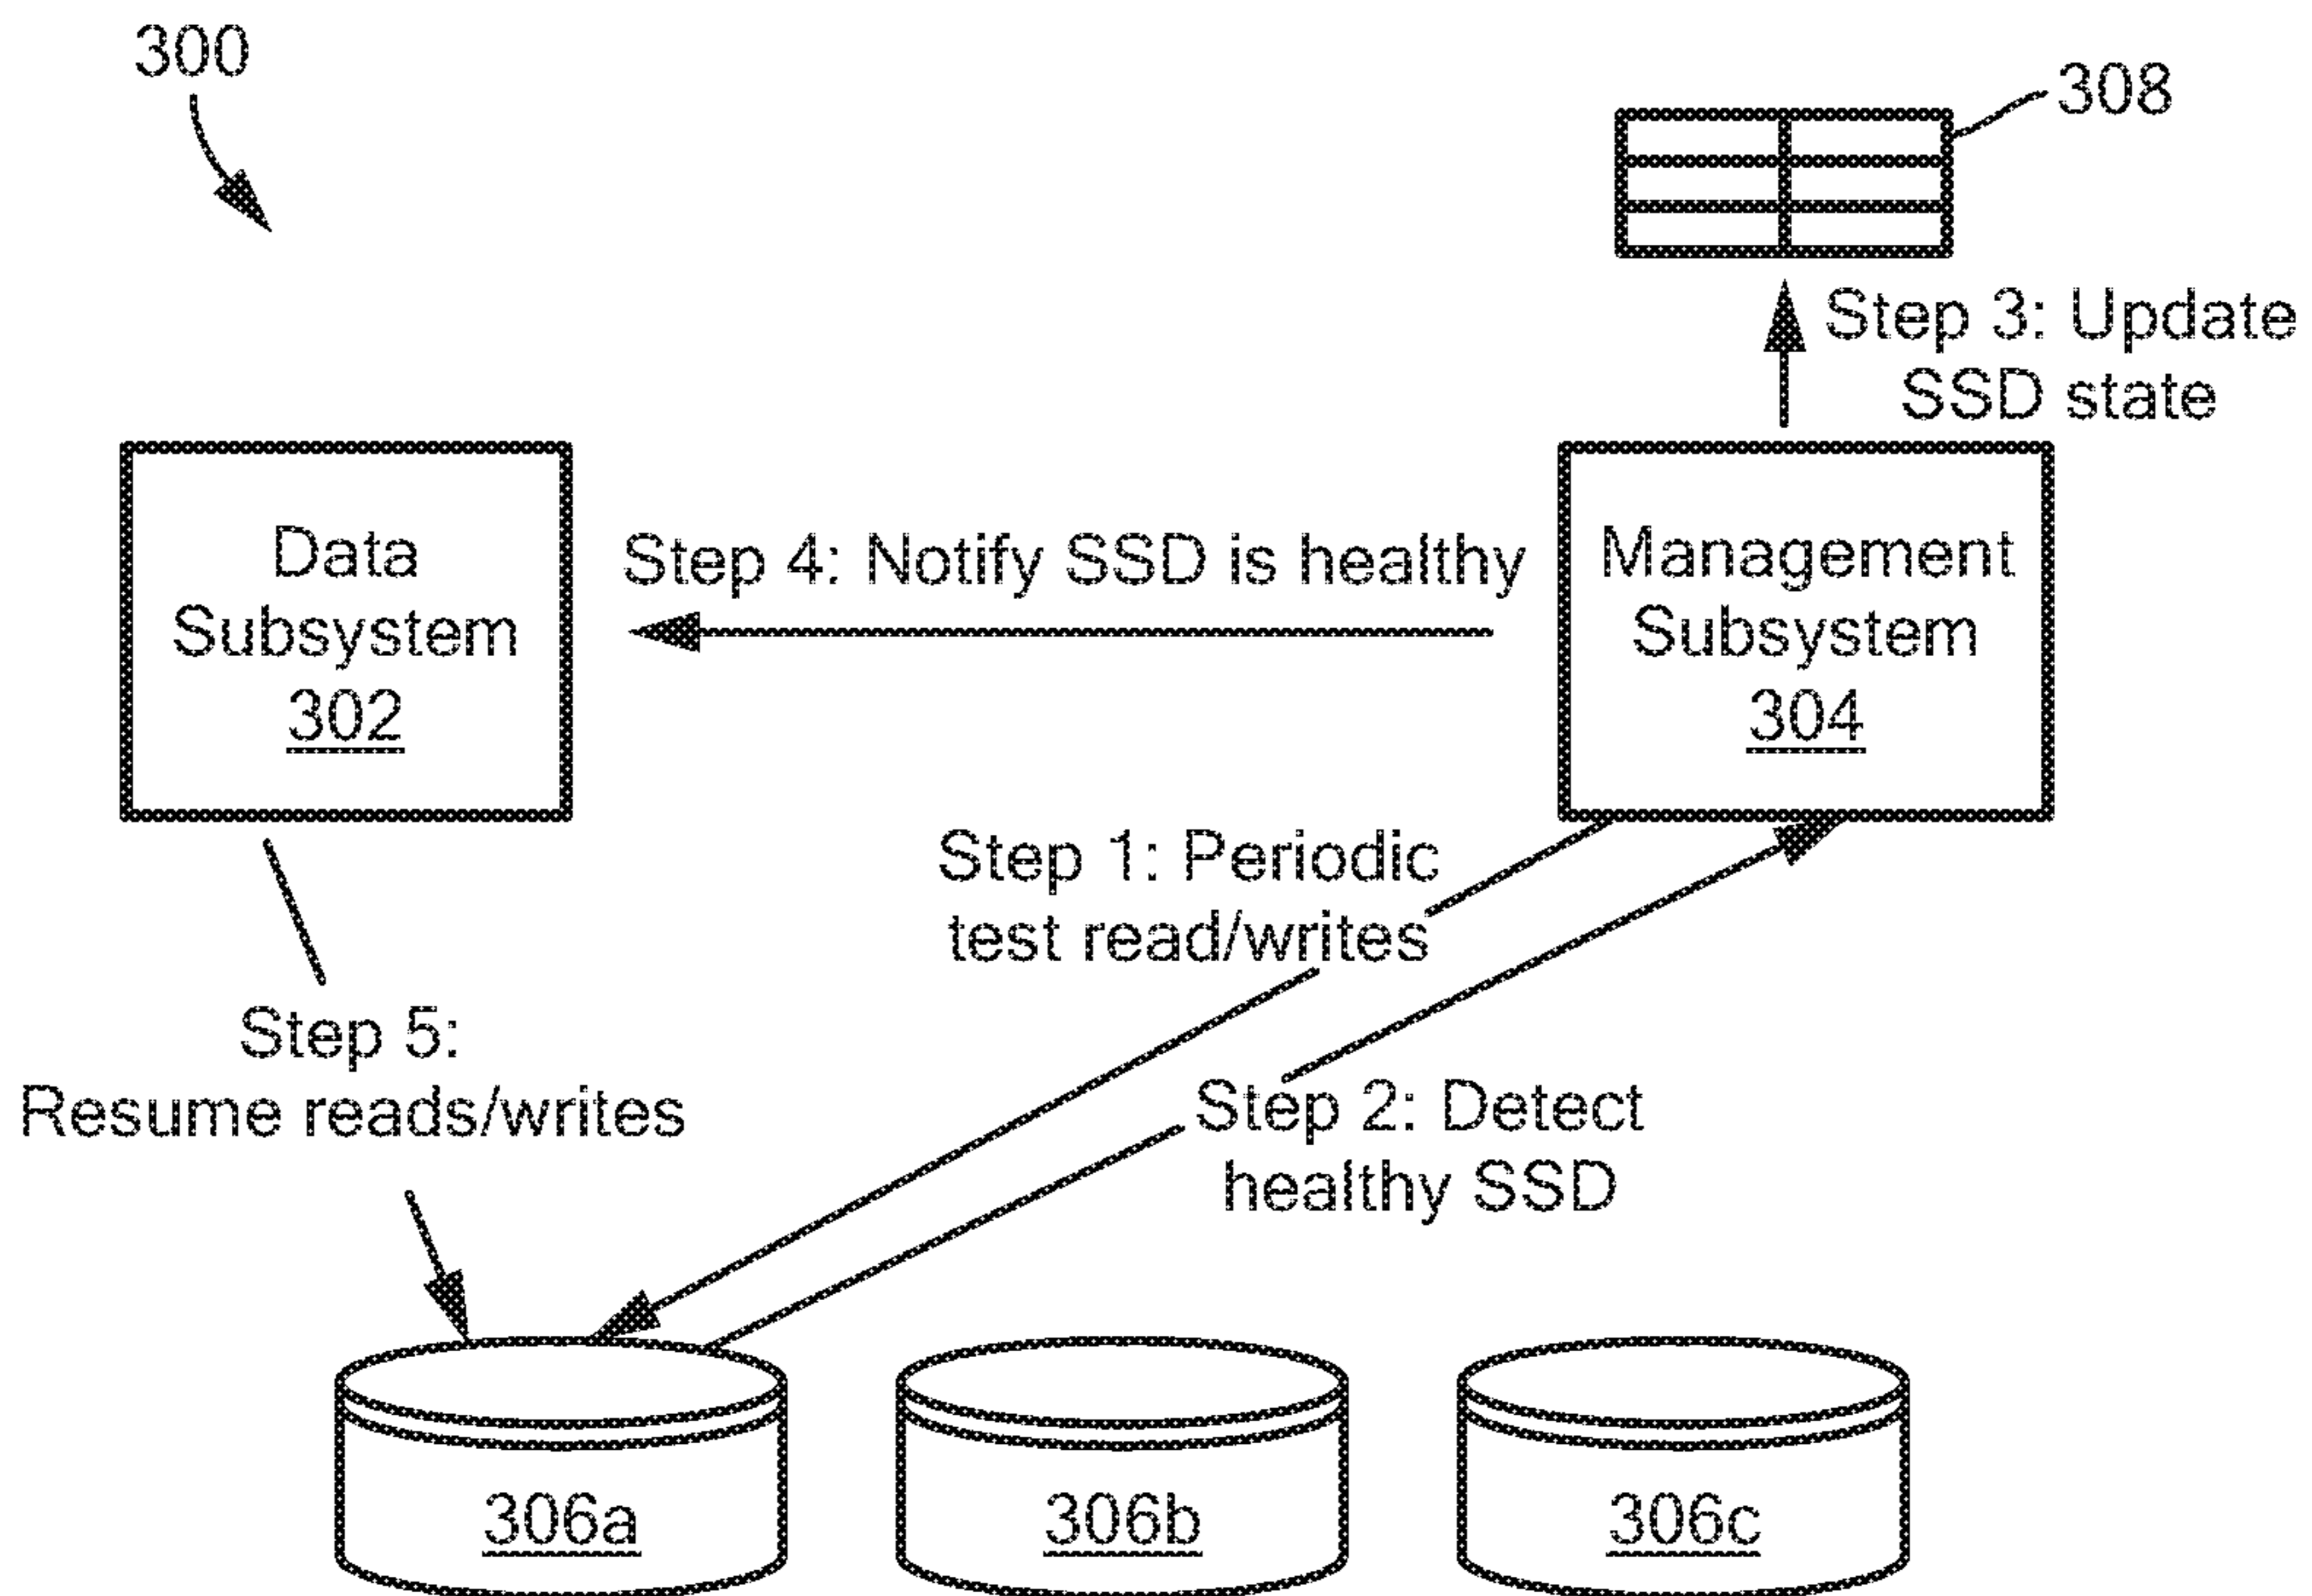 300
308
Step 3: Update
SSD state
Data
Subsystem
302
Step 4: Notify SSD is healthy
Management
Subsystem
304
Step 1: Periodic
test read/writes
Step 5:
Resume reads/writes
Step 2: Detect
healthy SSD
306a
306b
306c